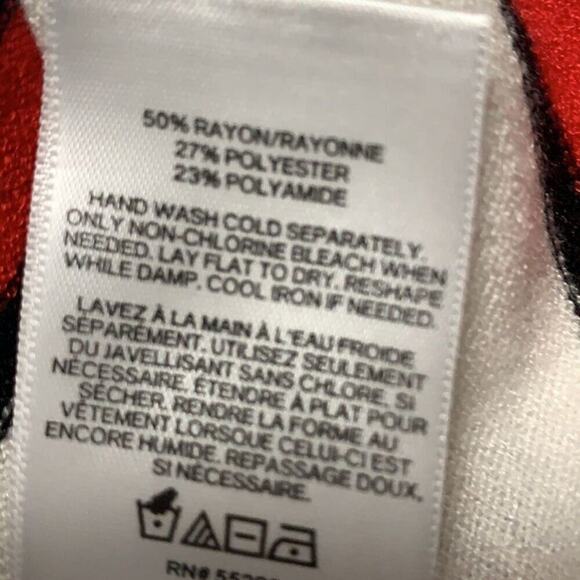 50% RAYON/RAYONNE
27% POLYESTER
23% POLYAMIDE
HAND WASH COLD SEPARATELY.
ONLY NON-CHLORINE BLEACH WHEN
NEEDED. LAY FLAT TO DRY. RESHAPE
WHILE DAMP. COOL IRON IF NEEDED.
LAVEZ À LA MAIN À L'EAU FROIDE
SÉPARÉMENT. UTILISEZ SEULEMENT
DU JAVELLISANT SANS CHLORE, SI
NÉCESSAIRE. ÉTENDRE À PLAT POUR
SÉCHER. RENDRE LA FORME AU
VÊTEMENT LORSQUE CELUI-CI EST
ENCORE HUMIDE. REPASSAGE DOUX,
SI NÉCESSAIRE.
RN#